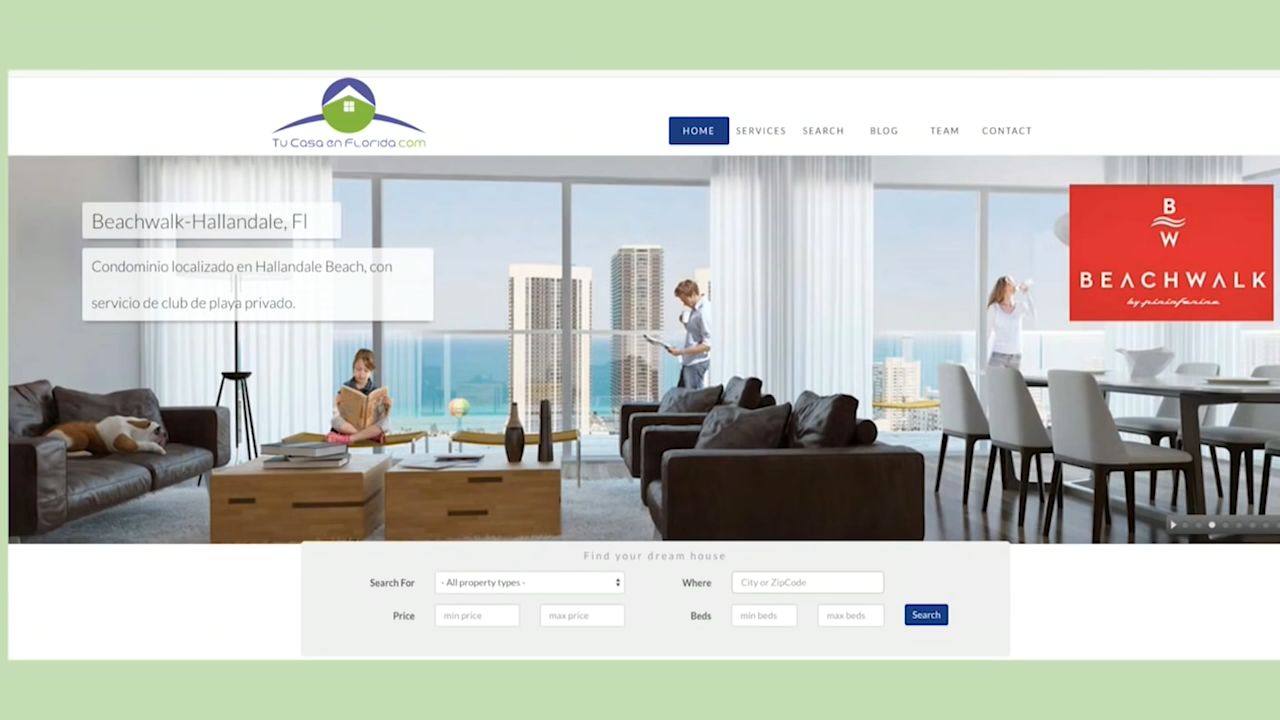 Tu Casa en Florida.com
HOME SERVICES SEARCH BLOG TEAM CONTACT
Beachwalk-Hallandale, Fl
Condominio localizado en Hallandale Beach, con
servicio de club de playa privado.
B
W
BEACHWALK
by pininfarina
Find your dream house
Search For - All property types - Where City or ZipCode
Price min price max price Beds min beds max beds Search